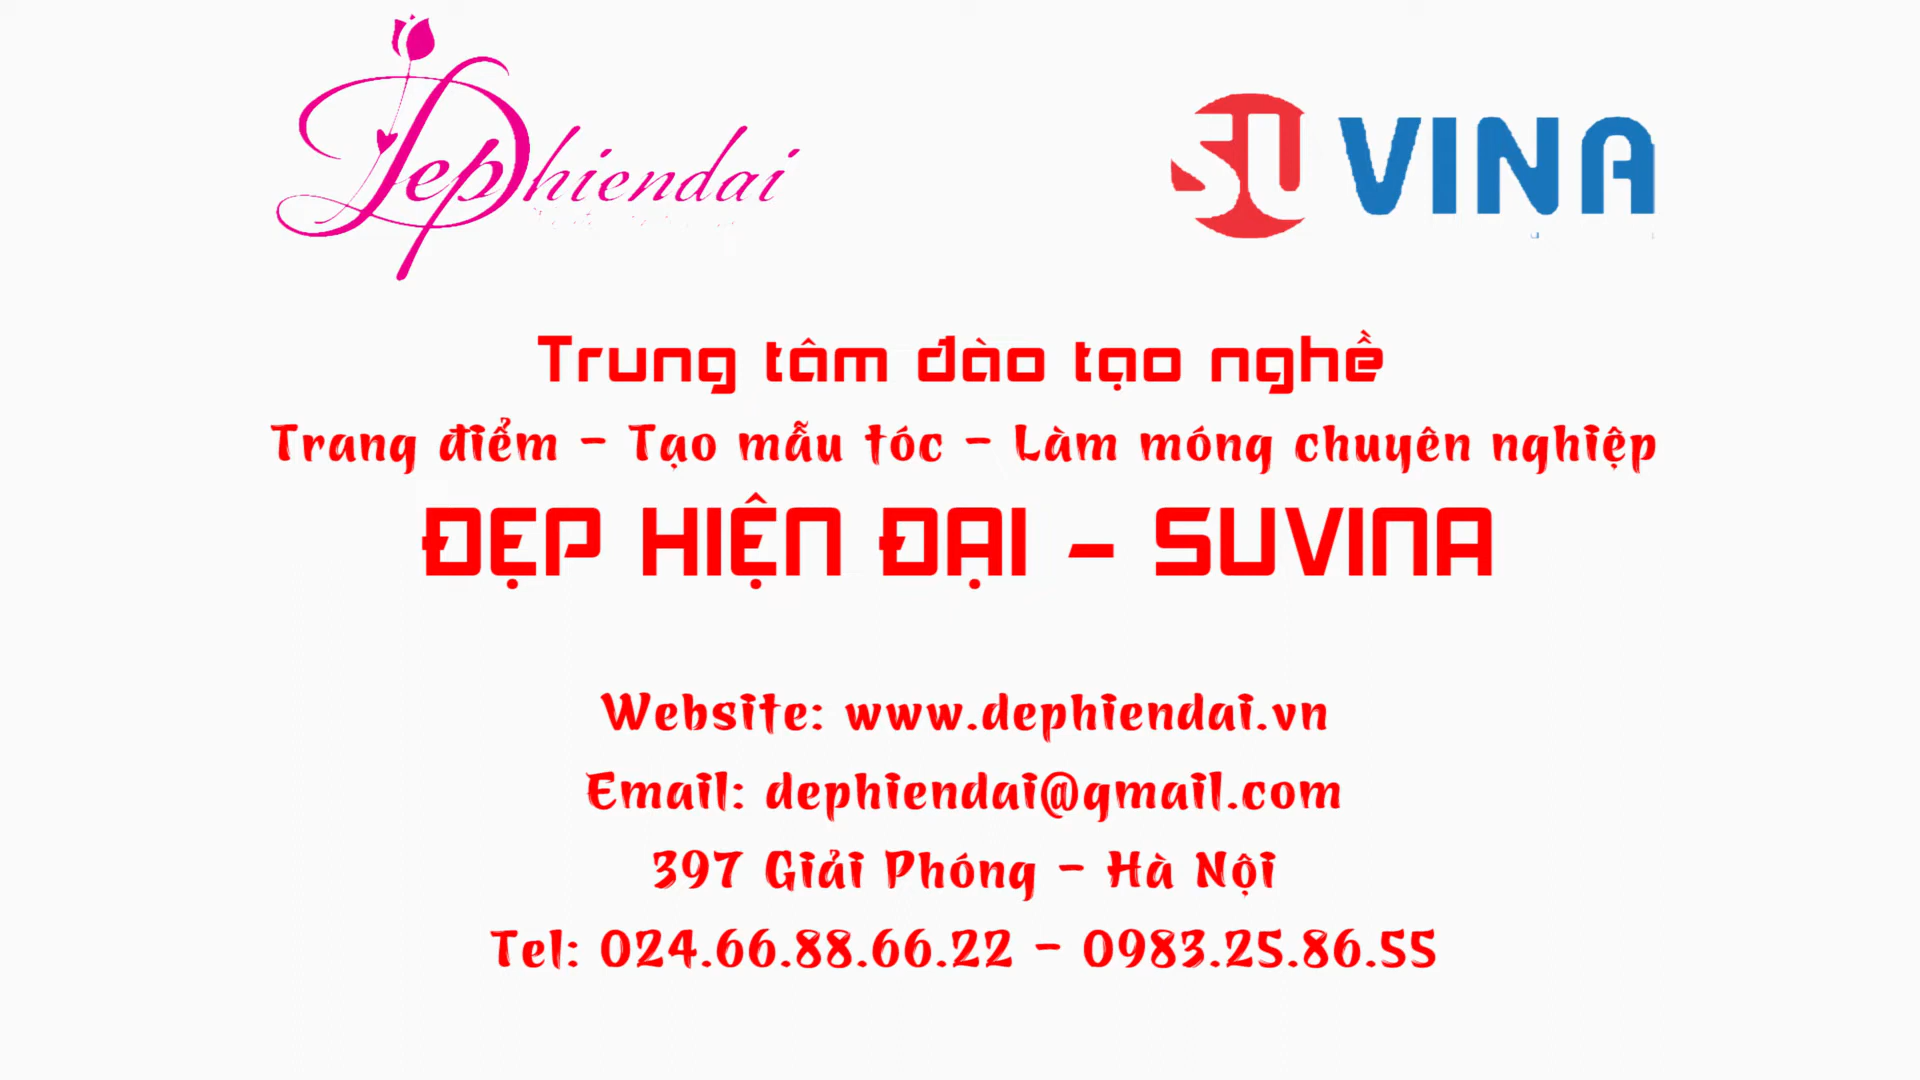 Dephiendai
SU VINA
Trung tâm đào tạo nghề
Trang điểm - Tạo mẫu tóc - Làm móng chuyên nghiệp
ĐẸP HIỆN ĐẠI - SUVINA
Website: www.dephiendai.vn
Email: dephiendai@gmail.com
397 Giải Phóng - Hà Nội
Tel: 024.66.88.66.22 - 0983.25.86.55